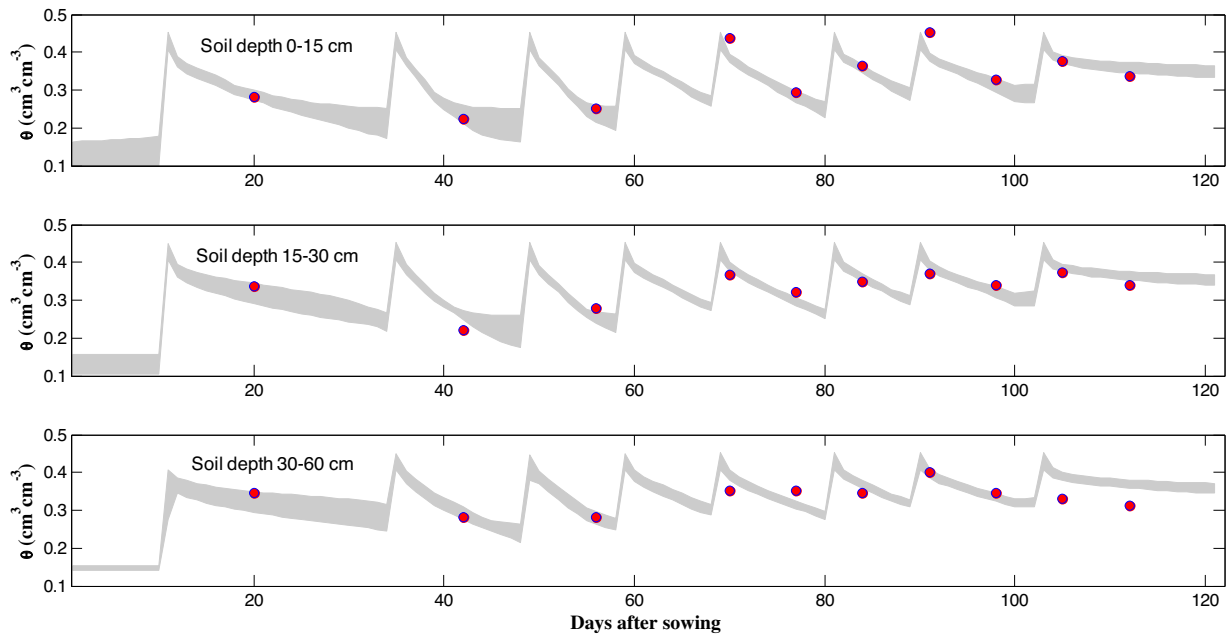 0.5
0.4
0.3
0.2
0.1
θ (cm³ cm⁻³)
Soil depth 0-15 cm
20 40 60 80 100 120
0.5
0.4
0.3
0.2
0.1
θ (cm³ cm⁻³)
Soil depth 15-30 cm
20 40 60 80 100 120
0.5
0.4
0.3
0.2
0.1
θ (cm³ cm⁻³)
Soil depth 30-60 cm
20 40 60 80 100 120
Days after sowing